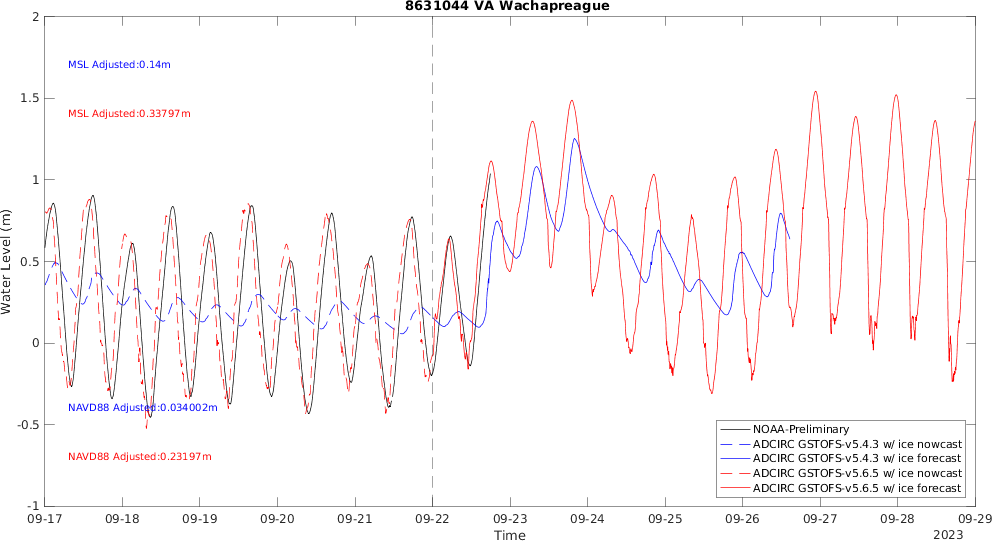 8631044 VA Wachapreague
2
1.5
1
0.5
0
-0.5
-1
Water Level (m)
MSL Adjusted:0.14m
MSL Adjusted:0.33797m
NAVD88 Adjusted:0.034002m
NAVD88 Adjusted:0.23197m
NOAA-Preliminary
ADCIRC GSTOFS-v5.4.3 w/ ice nowcast
ADCIRC GSTOFS-v5.4.3 w/ ice forecast
ADCIRC GSTOFS-v5.6.5 w/ ice nowcast
ADCIRC GSTOFS-v5.6.5 w/ ice forecast
09-17 09-18 09-19 09-20 09-21 09-22 09-23 09-24 09-25 09-26 09-27 09-28 09-29
Time
2023